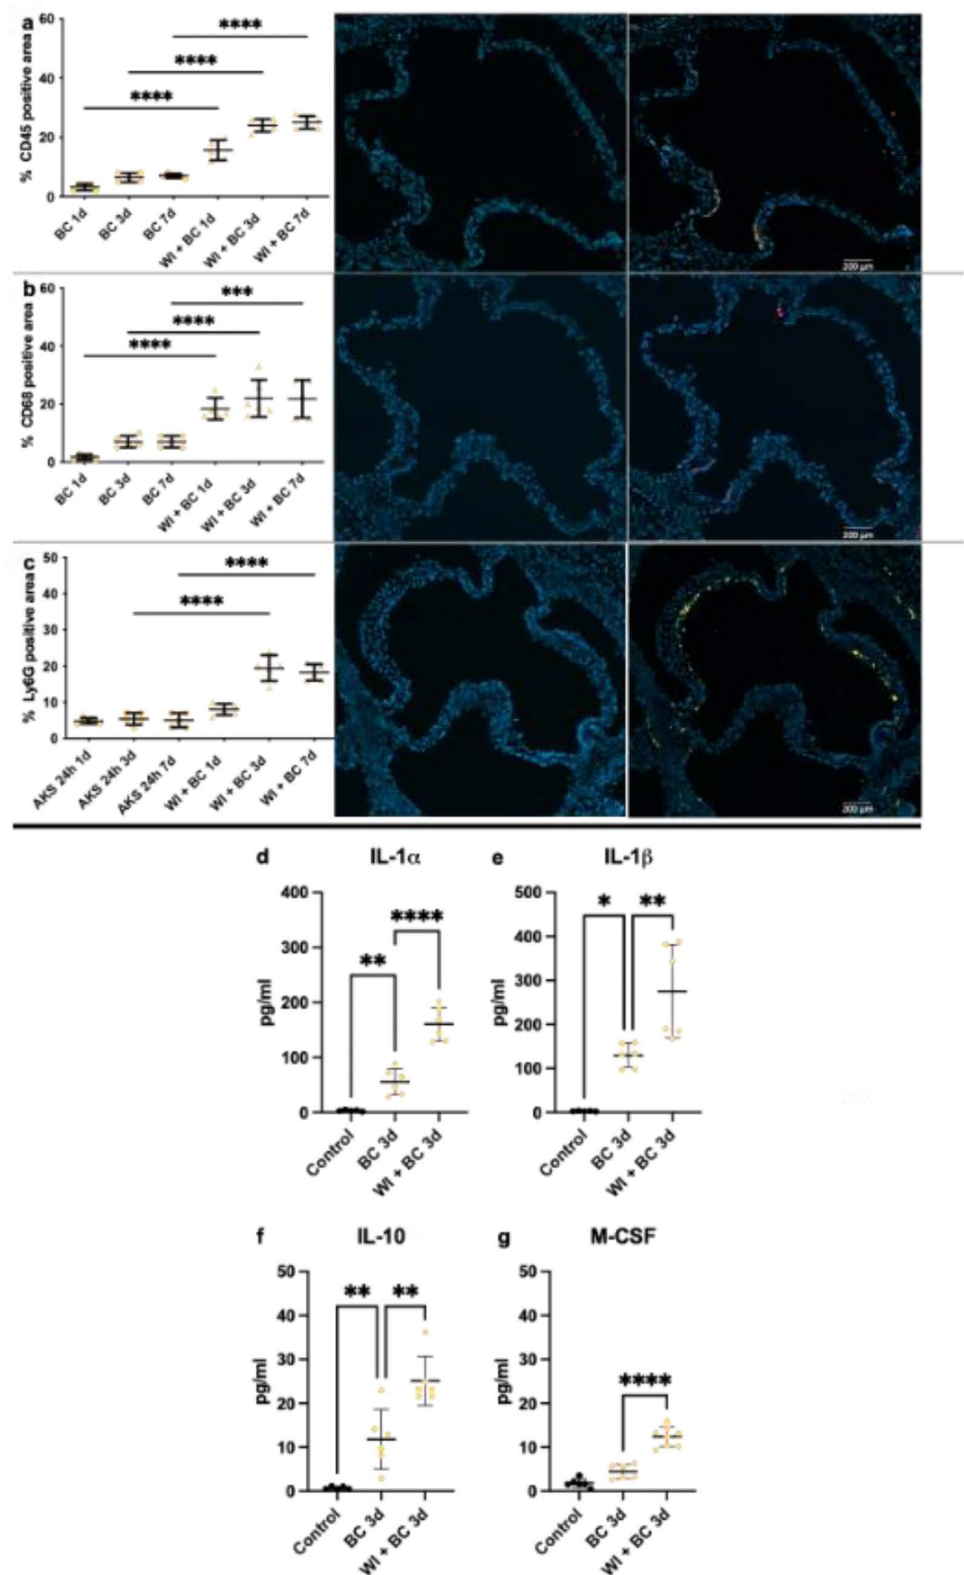 a
% CD45 positive area
60
40
20
0
****
****
****
BC 1d
BC 3d
BC 7d
WI + BC 1d
WI + BC 3d
WI + BC 7d
200 µm
b
% CD68 positive area
60
40
20
0
***
****
****
BC 1d
BC 3d
BC 7d
WI + BC 1d
WI + BC 3d
WI + BC 7d
200 µm
c
% Ly6G positive area
50
40
30
20
10
0
****
****
AKS 24h 1d
AKS 24h 3d
AKS 24h 7d
WI + BC 1d
WI + BC 3d
WI + BC 7d
200 µm
d IL-1α
pg/ml
400
300
200
100
0
****
**
Control
BC 3d
WI + BC 3d
e IL-1β
pg/ml
500
400
300
200
100
0
* **
Control
BC 3d
WI + BC 3d
f IL-10
pg/ml
50
40
30
20
10
0
** **
Control
BC 3d
WI + BC 3d
g M-CSF
pg/ml
50
40
30
20
10
0
****
Control
BC 3d
WI + BC 3d